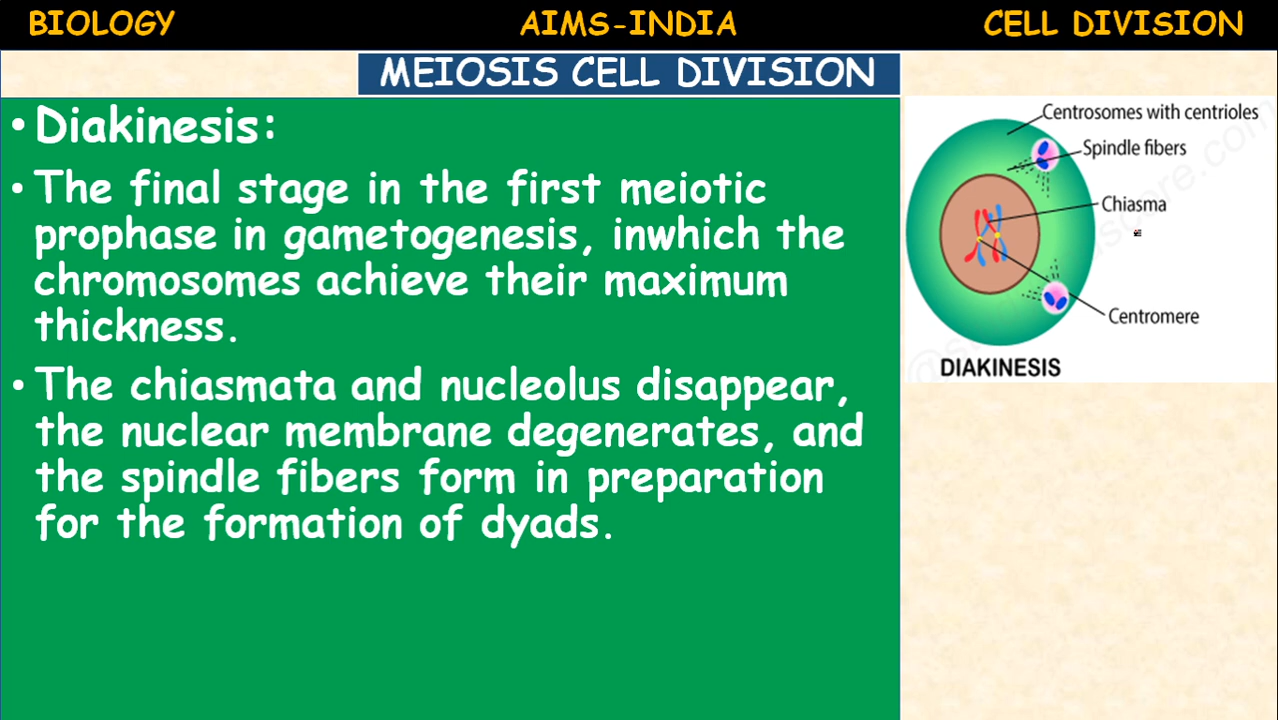 BIOLOGY AIMS-INDIA CELL DIVISION
MEIOSIS CELL DIVISION
• Diakinesis:
• The final stage in the first meiotic
prophase in gametogenesis, inwhich the
chromosomes achieve their maximum
thickness.
• The chiasmata and nucleolus disappear,
the nuclear membrane degenerates, and
the spindle fibers form in preparation
for the formation of dyads.
Centrosomes with centrioles
Spindle fibers
Chiasma
Centromere
DIAKINESIS